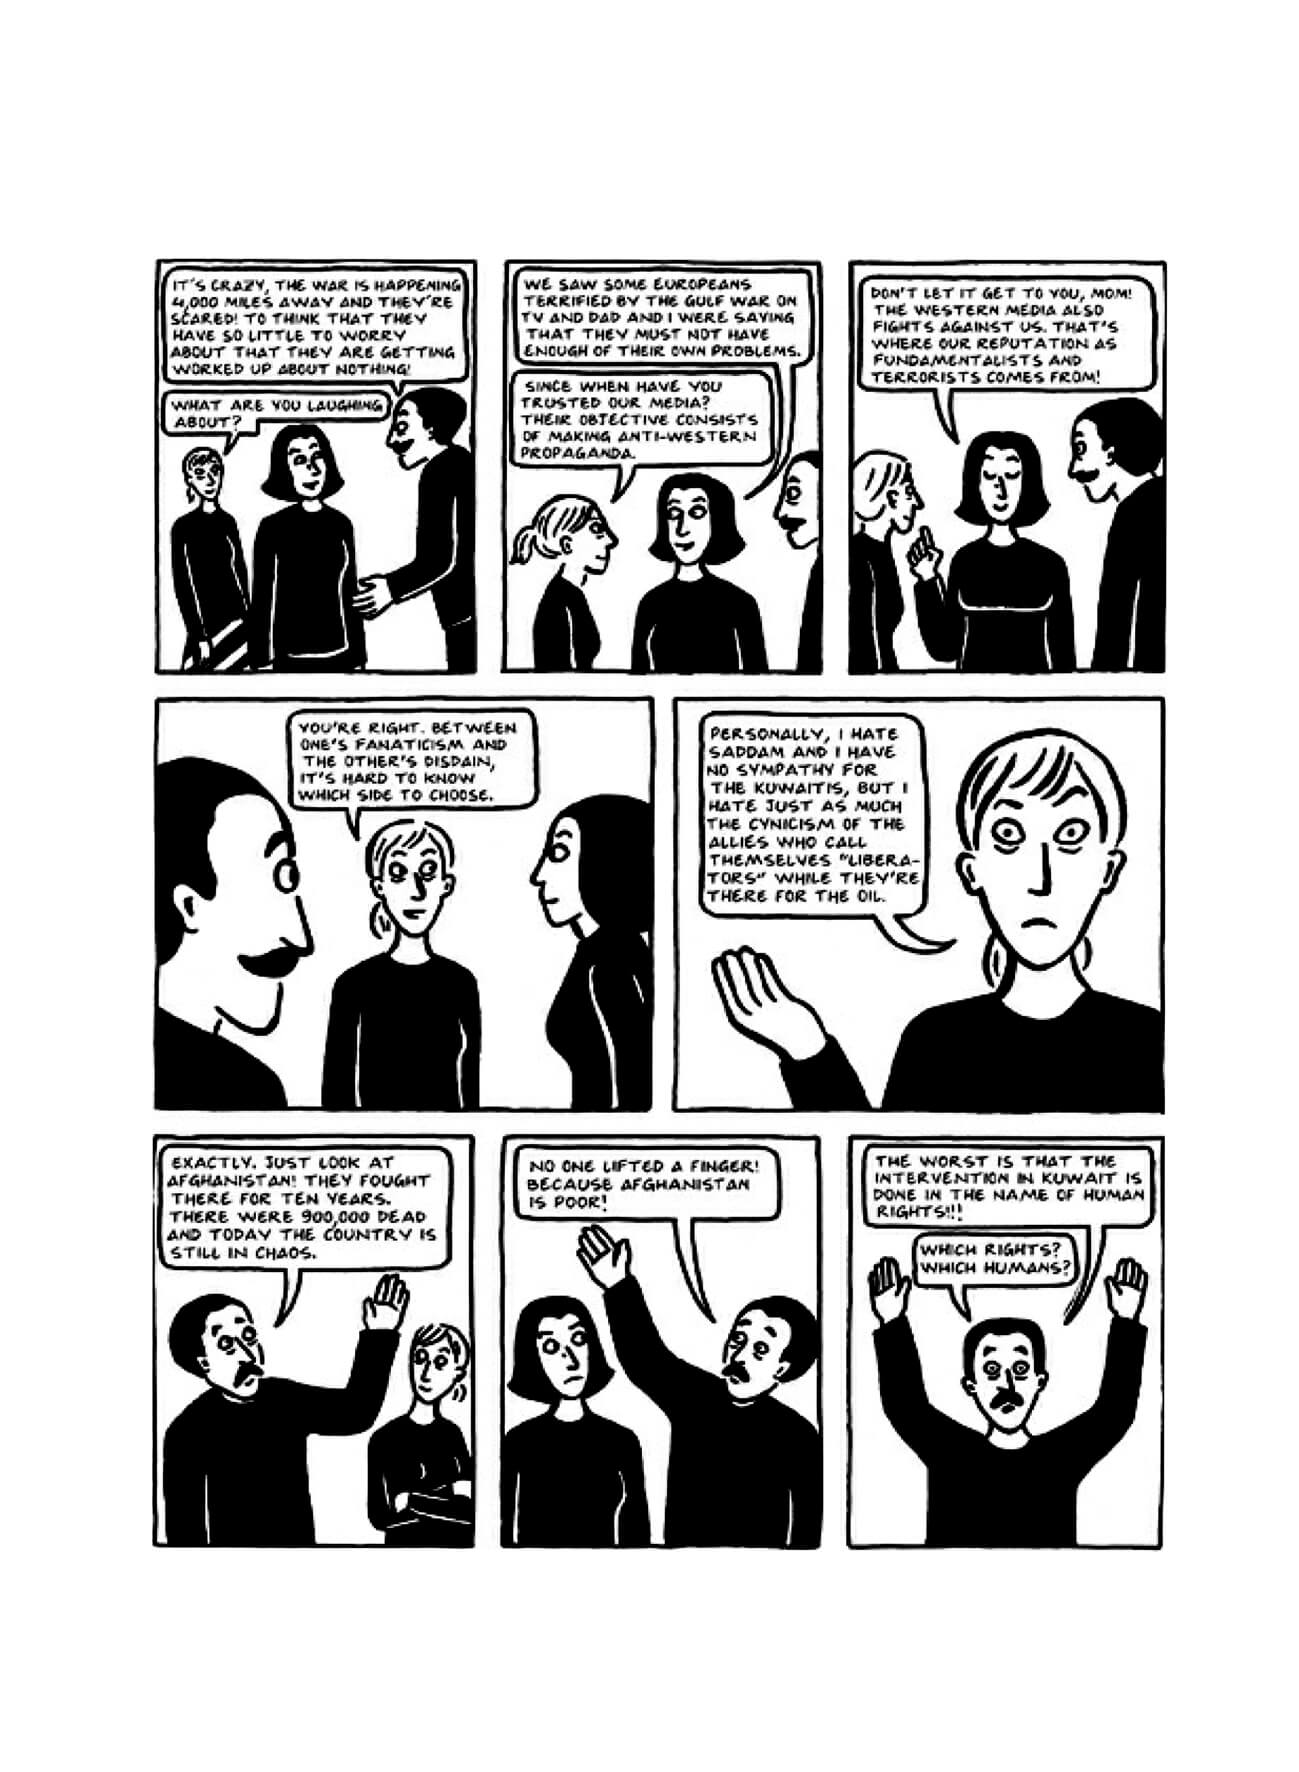 IT'S CRAZY, THE WAR IS HAPPENING
4,000 MILES AWAY AND THEY'RE
SCARED! TO THINK THAT THEY
HAVE SO LITTLE TO WORRY
ABOUT THAT THEY ARE GETTING
WORKED UP ABOUT NOTHING!
WHAT ARE YOU LAUGHING
ABOUT?
WE SAW SOME EUROPEANS
TERRIFIED BY THE GULF WAR ON
TV AND DAD AND I WERE SAYING
THAT THEY MUST NOT HAVE
ENOUGH OF THEIR OWN PROBLEMS.
SINCE WHEN HAVE YOU
TRUSTED OUR MEDIA?
THEIR OBJECTIVE CONSISTS
OF MAKING ANTI-WESTERN
PROPAGANDA.
DON'T LET IT GET TO YOU, MOM!
THE WESTERN MEDIA ALSO
FIGHTS AGAINST US. THAT'S
WHERE OUR REPUTATION AS
FUNDAMENTALISTS AND
TERRORISTS COMES FROM!
YOU'RE RIGHT. BETWEEN
ONE'S FANATICISM AND
THE OTHER'S DISDAIN,
IT'S HARD TO KNOW
WHICH SIDE TO CHOOSE.
PERSONALLY, I HATE
SADDAM AND I HAVE
NO SYMPATHY FOR
THE KUWAITIS, BUT I
HATE JUST AS MUCH
THE CYNICISM OF THE
ALLIES WHO CALL
THEMSELVES "LIBERA-
TORS" WHILE THEY'RE
THERE FOR THE OIL.
EXACTLY. JUST LOOK AT
AFGHANISTAN! THEY FOUGHT
THERE FOR TEN YEARS.
THERE WERE 900,000 DEAD
AND TODAY THE COUNTRY IS
STILL IN CHAOS.
NO ONE LIFTED A FINGER!
BECAUSE AFGHANISTAN
IS POOR!
THE WORST IS THAT THE
INTERVENTION IN KUWAIT IS
DONE IN THE NAME OF HUMAN
RIGHTS!!!
WHICH RIGHTS?
WHICH HUMANS?